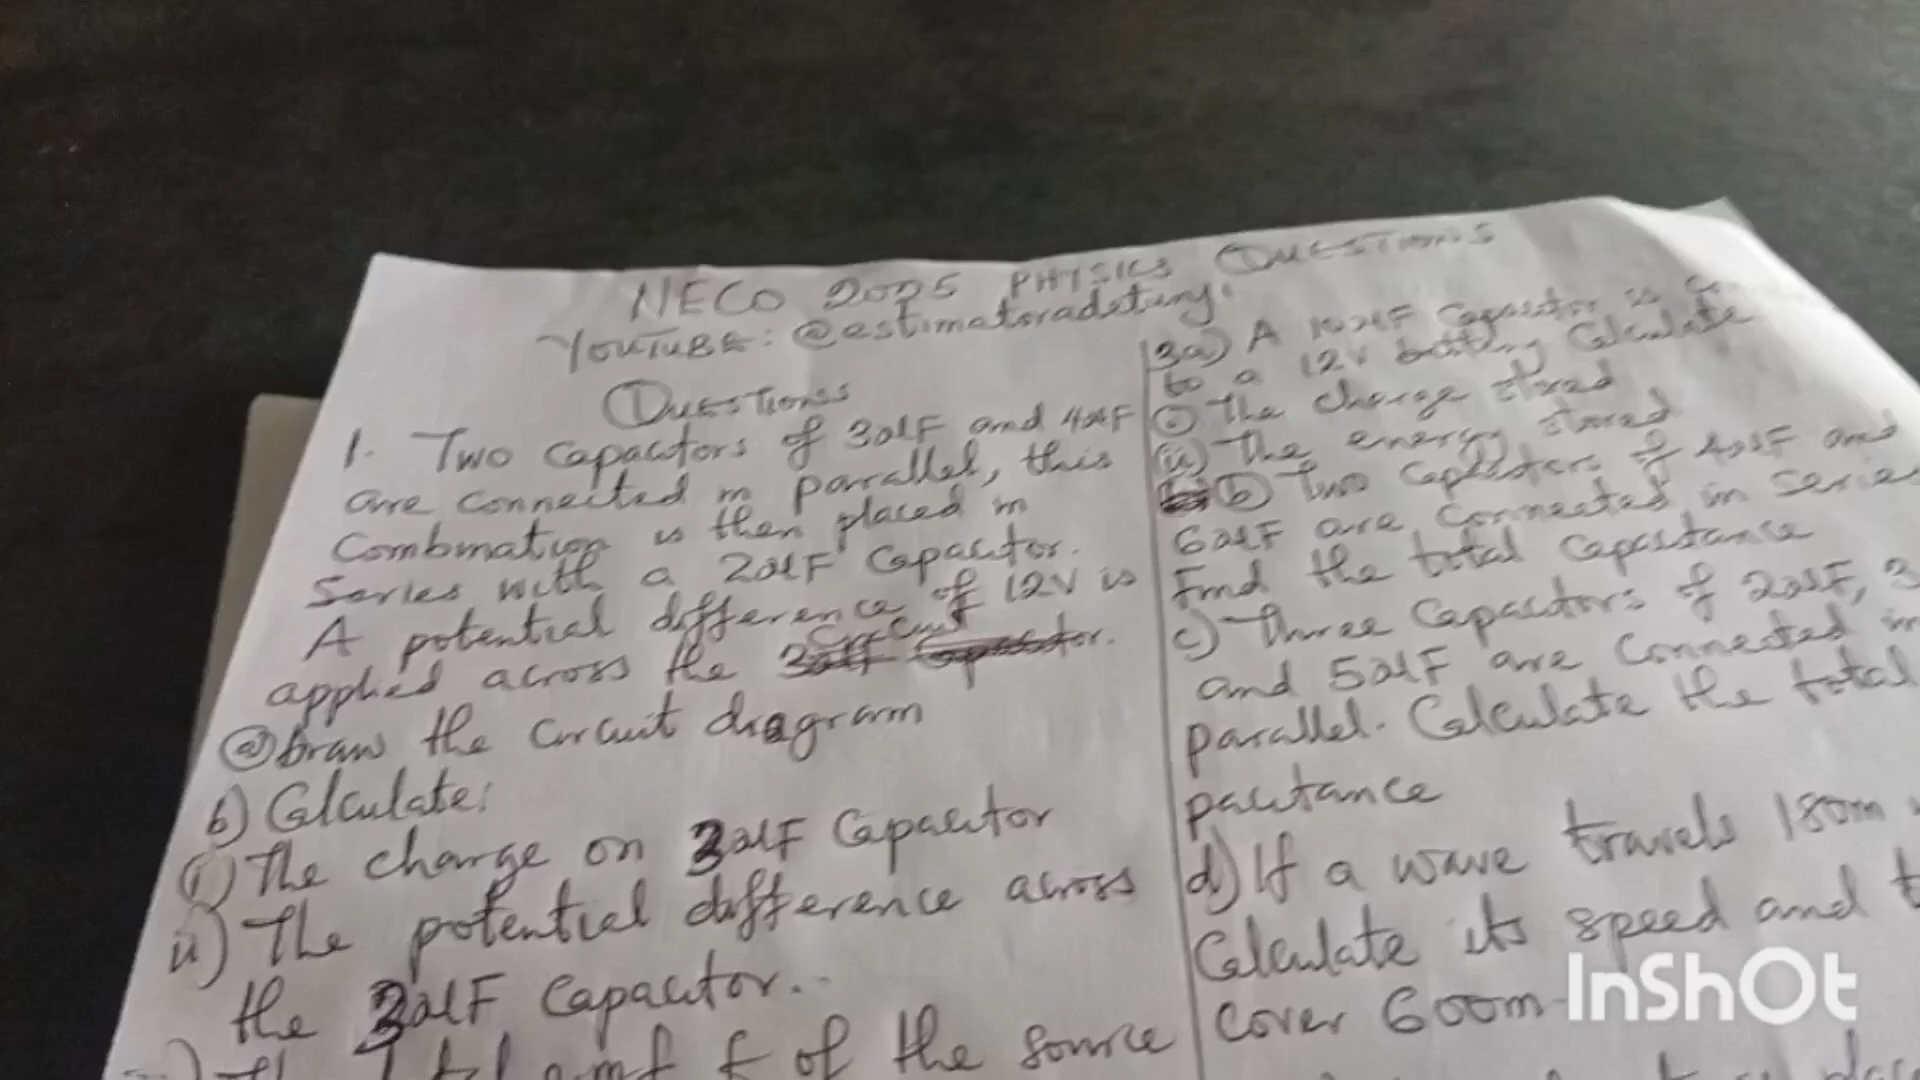 NECO 2025 PHYSICS QUESTIONS
YOUTUBE: @estimatoradetunji
QUESTIONS
1. Two Capacitors of 3μF and 4μF
are connected in parallel, this
Combination is then placed in
Series with a 2μF Capacitor.
A potential difference of 12V is
applied across the circuit
a) Draw the circuit diagram
b) Calculate:
i) The charge on 3μF Capacitor
ii) The potential difference across
the 3μF Capacitor..
of the source
3a) A 10μF Capacitor is
to a 12V battery Calculate
i) The charge stored
ii) The energy stored
b) Two Capacitors of 4μF and
6μF are connected in series
Find the total Capacitance
c) Three Capacitors of 2μF, 3
and 5μF are connected in
parallel. Calculate the total
pacitance
d) If a wave travels 180m
Calculate its speed and
cover 600m
InShOt